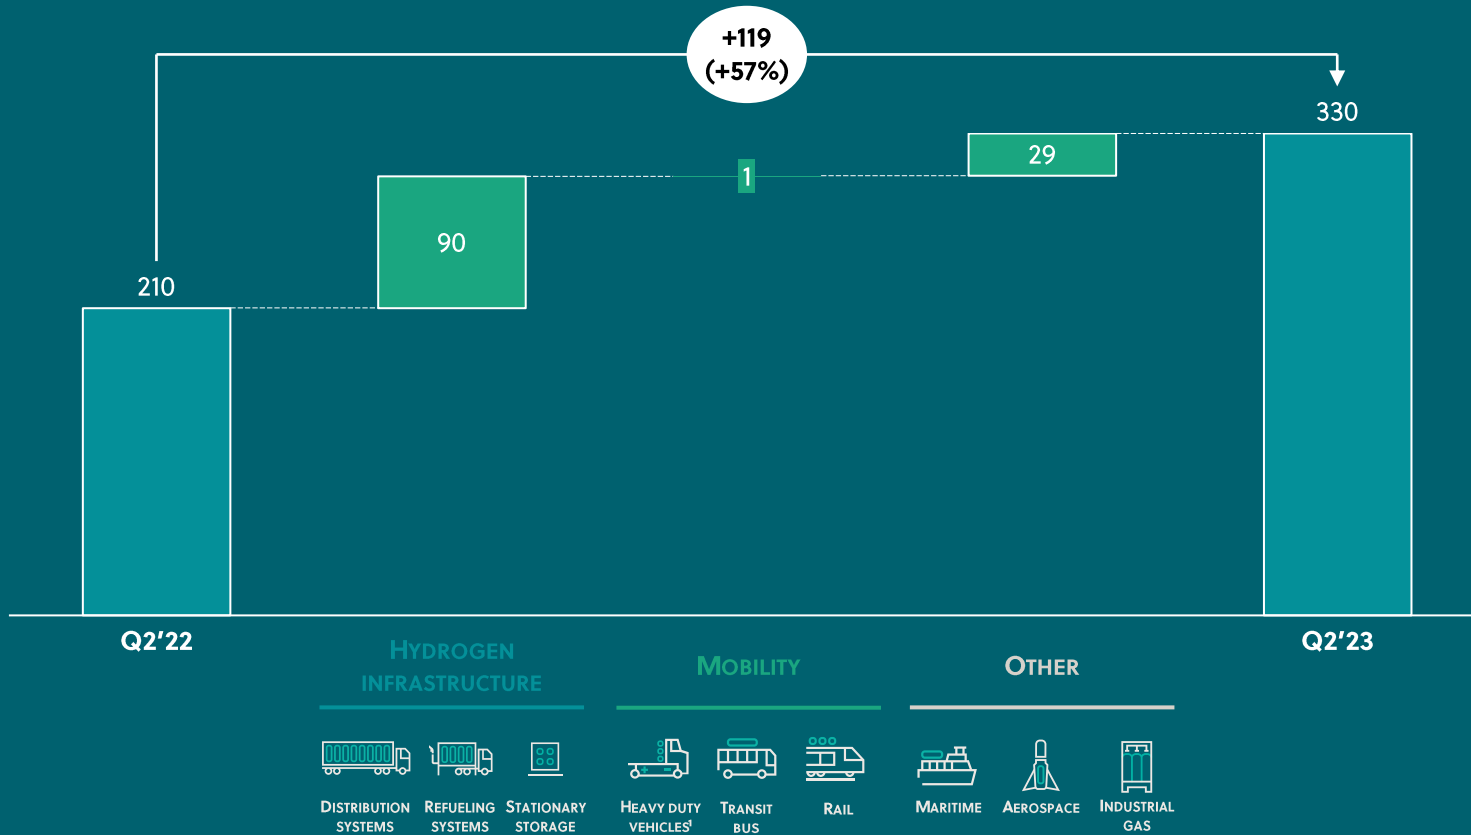 +119
(+57%)
330
29
1
90
210
Q2'22
Q2'23
HYDROGEN
INFRASTRUCTURE
MOBILITY
OTHER
DISTRIBUTION
SYSTEMS
REFUELING
SYSTEMS
STATIONARY
STORAGE
HEAVY DUTY
VEHICLES¹
TRANSIT
BUS
RAIL
MARITIME
AEROSPACE
INDUSTRIAL
GAS